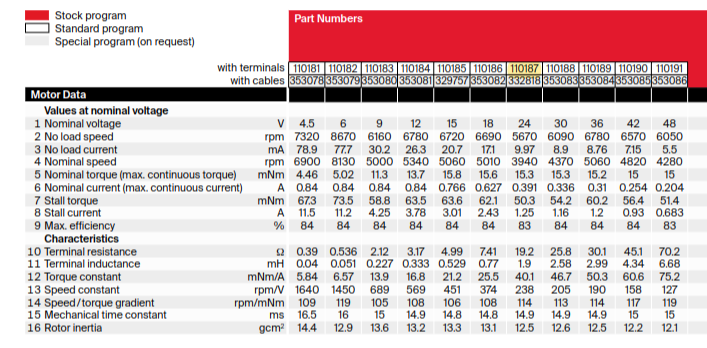 Stock program
Standard program
Special program (on request)
Part Numbers
with terminals 110181 110182 110183 110184 110185 110186 110187 110188 110189 110190 110191
with cables 353078 353079 353080 353081 329757 353082 332818 353083 353084 353085 353086
Motor Data
Values at nominal voltage
1 Nominal voltage V 4.5 6 9 12 15 18 24 30 36 42 48
2 No load speed rpm 7320 8670 6160 6780 6720 6690 5670 6090 6780 6570 6050
3 No load current mA 78.9 77.7 30.2 26.3 20.7 17.1 9.97 8.9 8.76 7.15 5.5
4 Nominal speed rpm 6900 8130 5000 5340 5060 5010 3940 4370 5060 4820 4280
5 Nominal torque (max. continuous torque) mNm 4.46 5.02 11.3 13.7 15.8 15.6 15.3 15.3 15.2 15 15
6 Nominal current (max. continuous current) A 0.84 0.84 0.84 0.84 0.766 0.627 0.391 0.336 0.31 0.254 0.204
7 Stall torque mNm 67.3 73.5 58.8 63.5 63.6 62.1 50.3 54.2 60.2 56.4 51.4
8 Stall current A 11.5 11.2 4.25 3.78 3.01 2.43 1.25 1.16 1.2 0.93 0.683
9 Max. efficiency % 84 84 84 84 84 84 83 84 84 84 83
Characteristics
10 Terminal resistance Ω 0.39 0.536 2.12 3.17 4.99 7.41 19.2 25.8 30.1 45.1 70.2
11 Terminal inductance mH 0.04 0.051 0.227 0.333 0.529 0.77 1.9 2.58 2.99 4.34 6.68
12 Torque constant mNm/A 5.84 6.57 13.9 16.8 21.2 25.5 40.1 46.7 50.3 60.6 75.2
13 Speed constant rpm/V 1640 1450 689 569 451 374 238 205 190 158 127
14 Speed/torque gradient rpm/mNm 109 119 105 108 106 108 114 113 114 117 119
15 Mechanical time constant ms 16.5 16 15 14.9 14.8 14.8 14.9 14.9 14.9 15 15
16 Rotor inertia gcm² 14.4 12.9 13.6 13.2 13.3 13.1 12.5 12.6 12.5 12.2 12.1